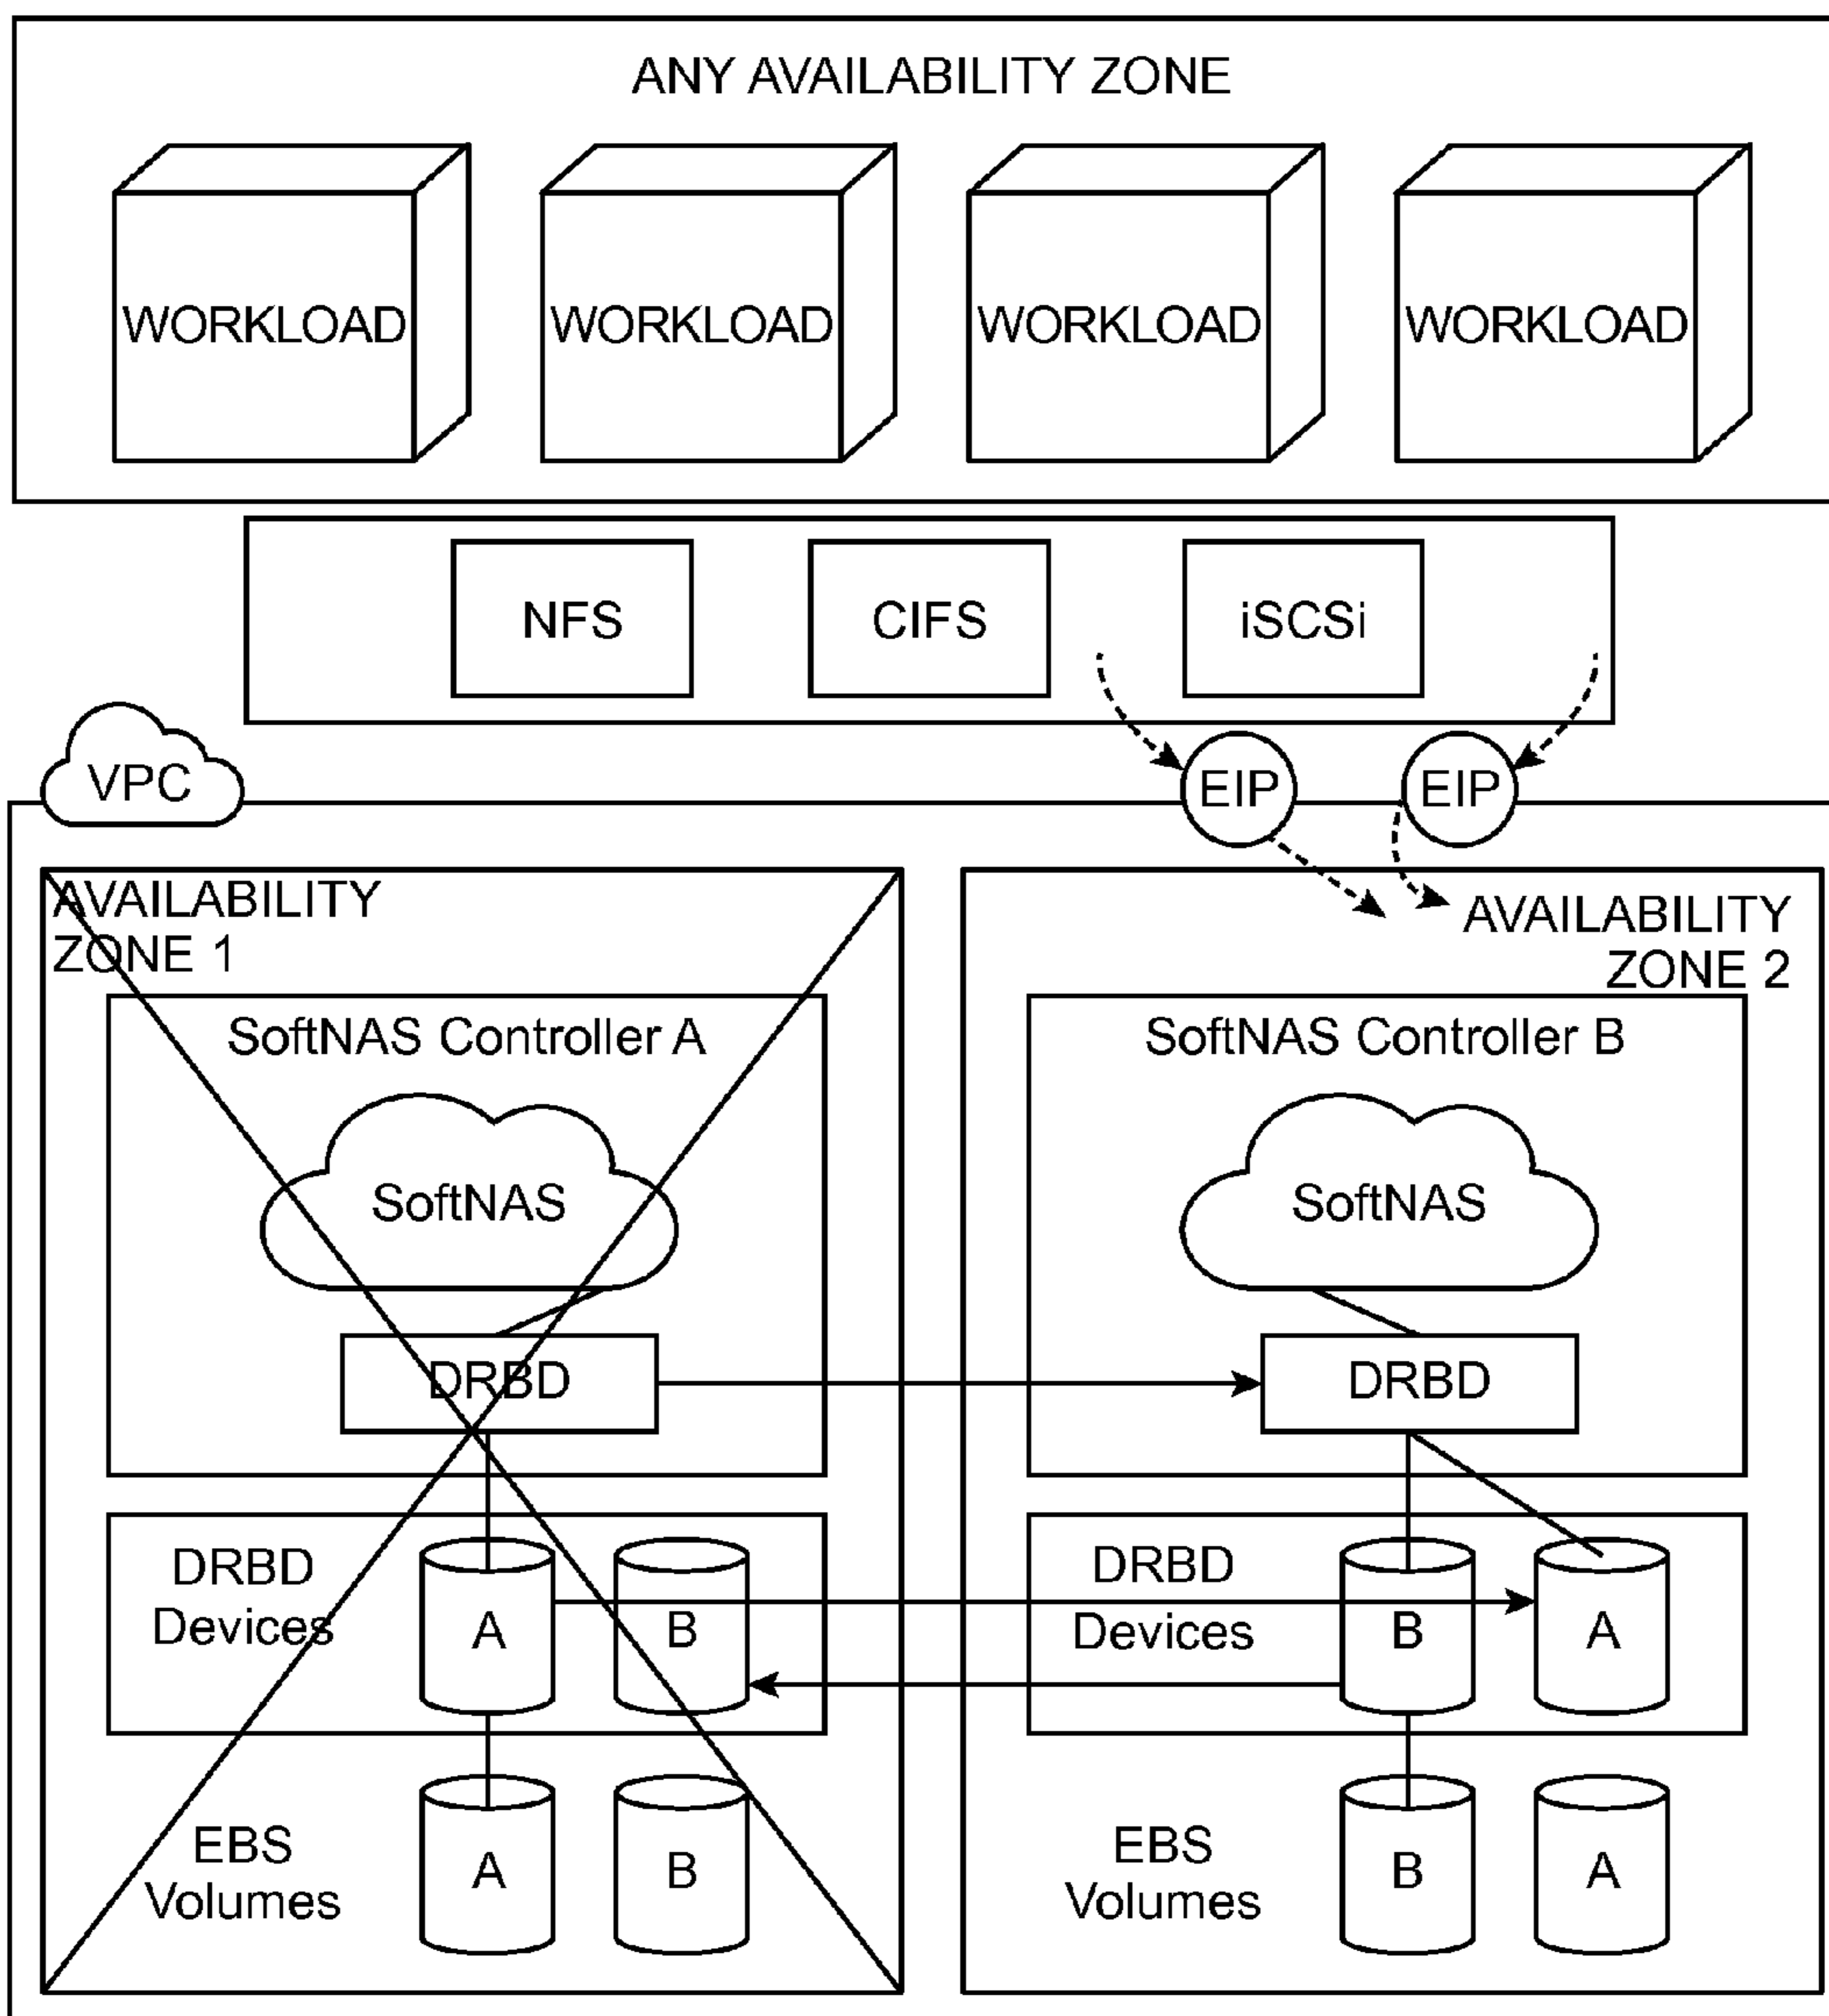 ANY AVAILABILITY ZONE
WORKLOAD
WORKLOAD
WORKLOAD
WORKLOAD
NFS
CIFS
iSCSi
VPC
EIP
EIP
AVAILABILITY
ZONE 1
SoftNAS Controller A
SoftNAS
DRBD
DRBD
Devices
A
B
EBS
Volumes
A
B
AVAILABILITY
ZONE 2
SoftNAS Controller B
SoftNAS
DRBD
DRBD
Devices
B
A
EBS
Volumes
B
A